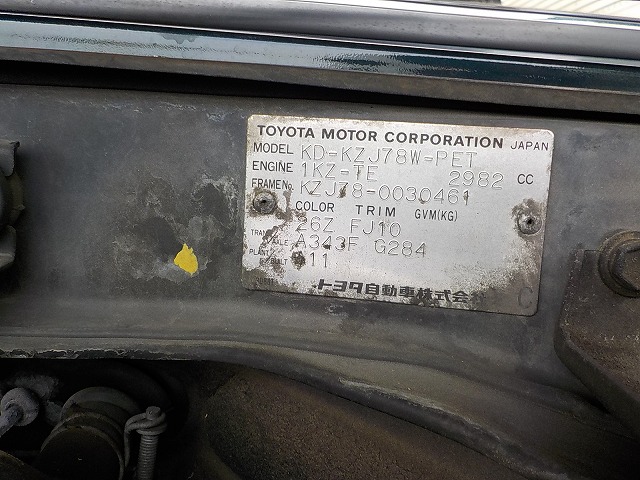 TOYOTA MOTOR CORPORATION JAPAN
MODEL KD-KZJ78W-PET
ENGINE 1KZ-TE 2982 CC
FRAME No. KZJ78-0030461
COLOR TRIM GVM(KG)
26Z FJ10
A343F G284
PLANT 11
トヨタ自動車株式会
C